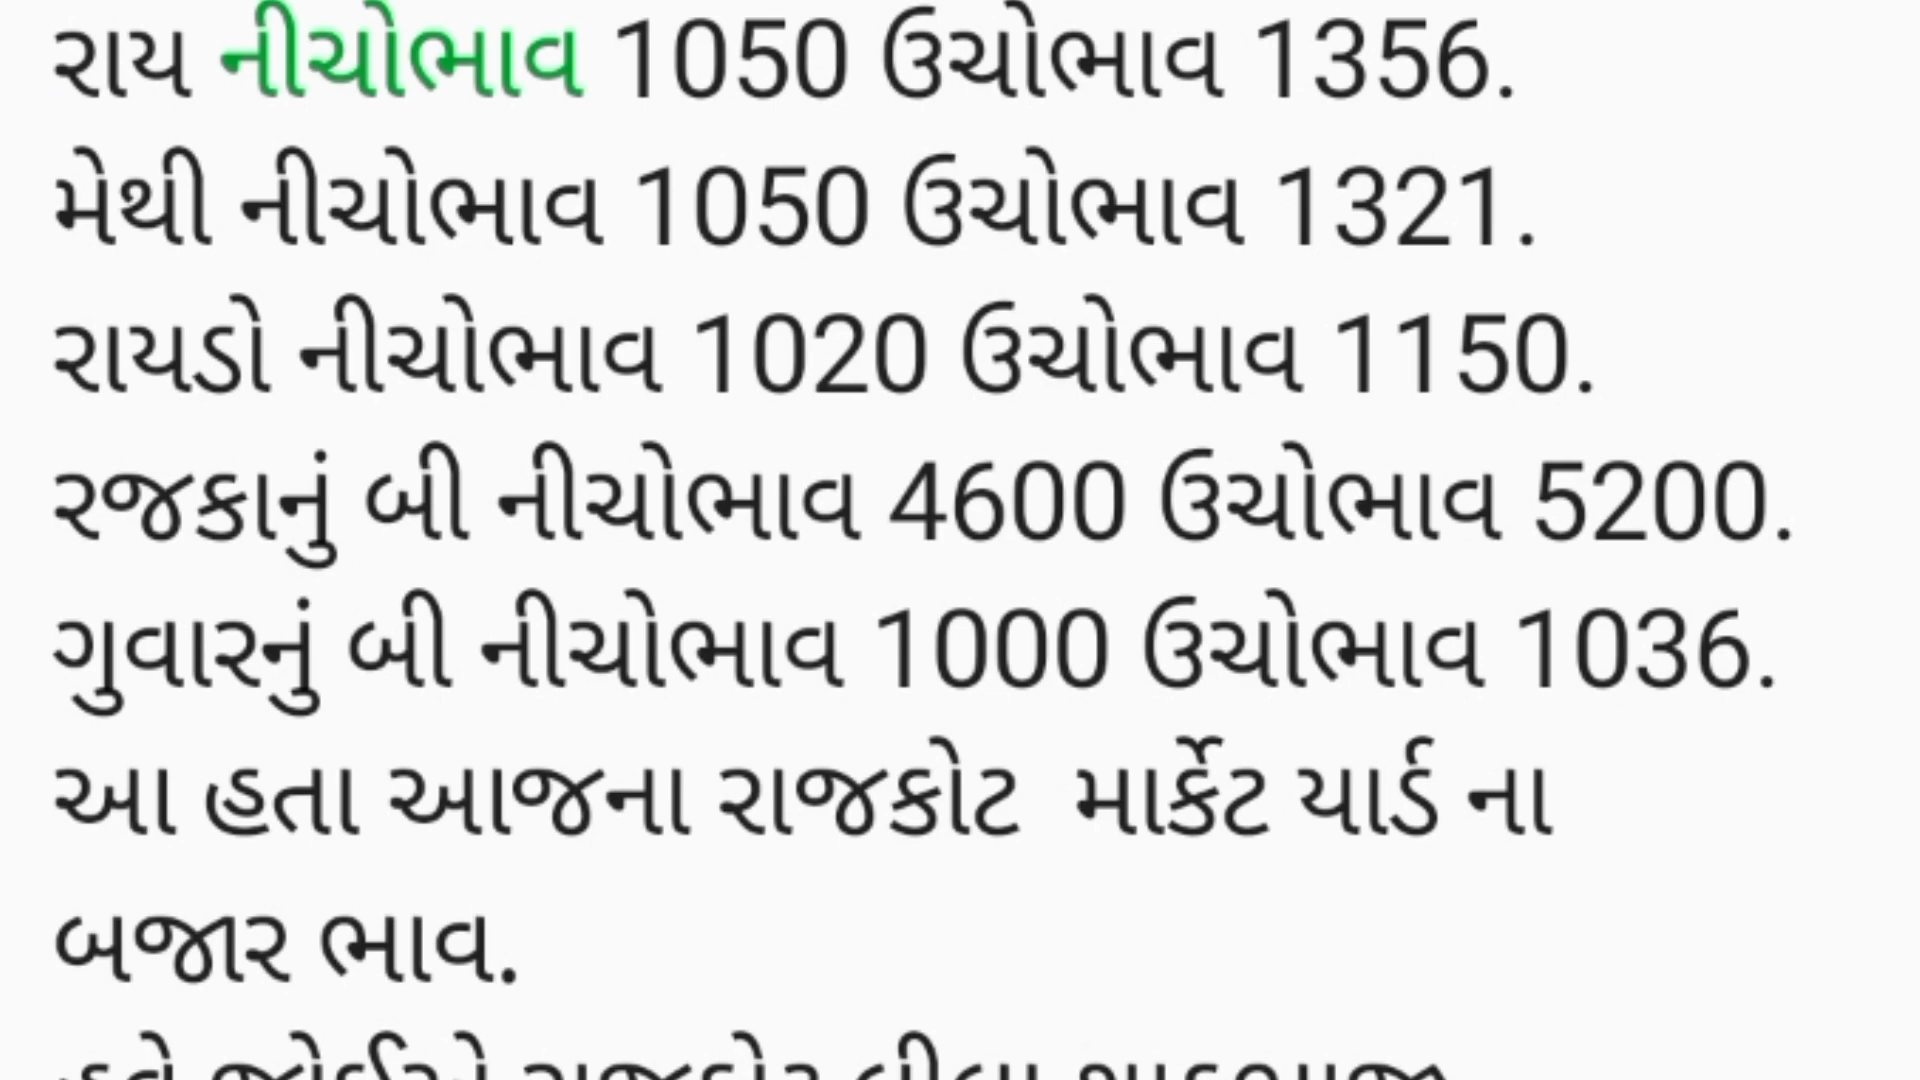 રાય નીચોભાવ 1050 ઉચોભાવ 1356.
મેથી નીચોભાવ 1050 ઉચોભાવ 1321.
રાયડો નીચોભાવ 1020 ઉચોભાવ 1150.
રજકાનું બી નીચોભાવ 4600 ઉચોભાવ 5200.
ગુવારનું બી નીચોભાવ 1000 ઉચોભાવ 1036.
આ હતા આજના રાજકોટ  માર્કેટ યાર્ડ ના
બજાર ભાવ.